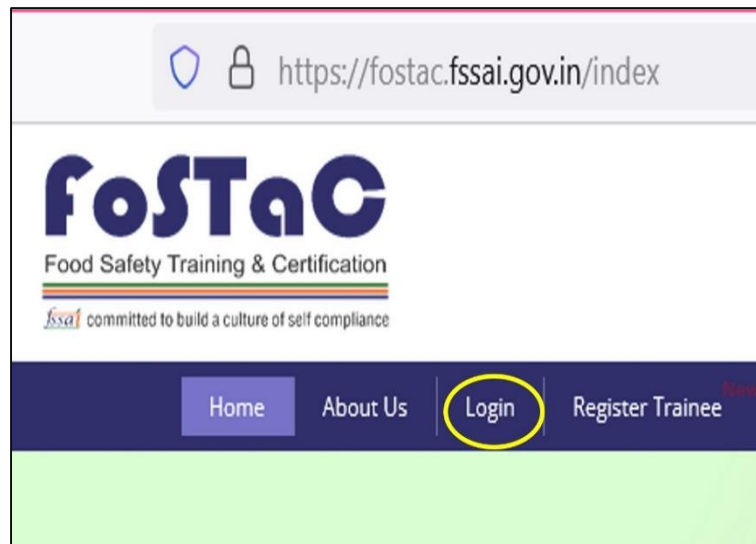 https://fostac.fssai.gov.in/index
FoSTaC
Food Safety Training & Certification
fssai committed to build a culture of self compliance
Home About Us Login Register Trainee New